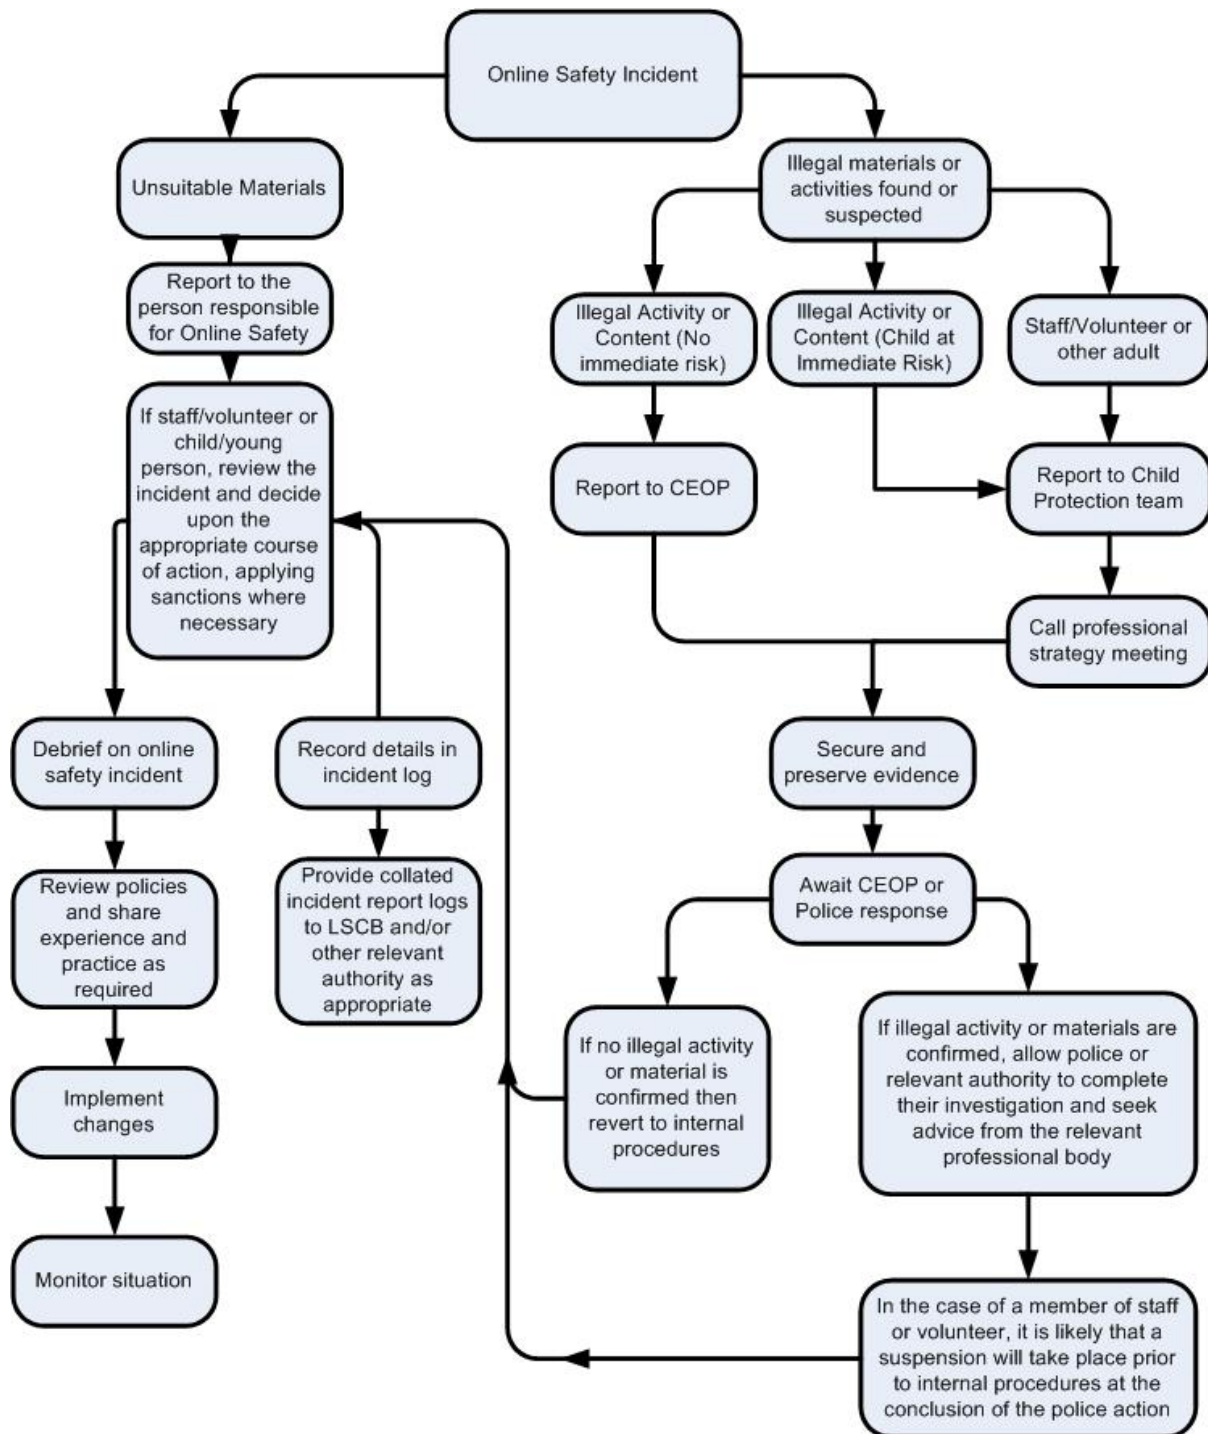 Online Safety Incident
Unsuitable Materials
Report to the
person responsible
for Online Safety
If staff/volunteer or
child/young
person, review the
incident and decide
upon the
appropriate course
of action, applying
sanctions where
necessary
Debrief on online
safety incident
Review policies
and share
experience and
practice as
required
Implement
changes
Monitor situation
Record details in
incident log
Provide collated
incident report logs
to LSCB and/or
other relevant
authority as
appropriate
Illegal materials or
activities found or
suspected
Illegal Activity or
Content (No
immediate risk)
Illegal Activity or
Content (Child at
Immediate Risk)
Staff/Volunteer or
other adult
Report to CEOP
Report to Child
Protection team
Call professional
strategy meeting
Secure and
preserve evidence
Await CEOP or
Police response
If no illegal activity
or material is
confirmed then
revert to internal
procedures
If illegal activity or materials are
confirmed, allow police or
relevant authority to complete
their investigation and seek
advice from the relevant
professional body
In the case of a member of staff
or volunteer, it is likely that a
suspension will take place prior
to internal procedures at the
conclusion of the police action